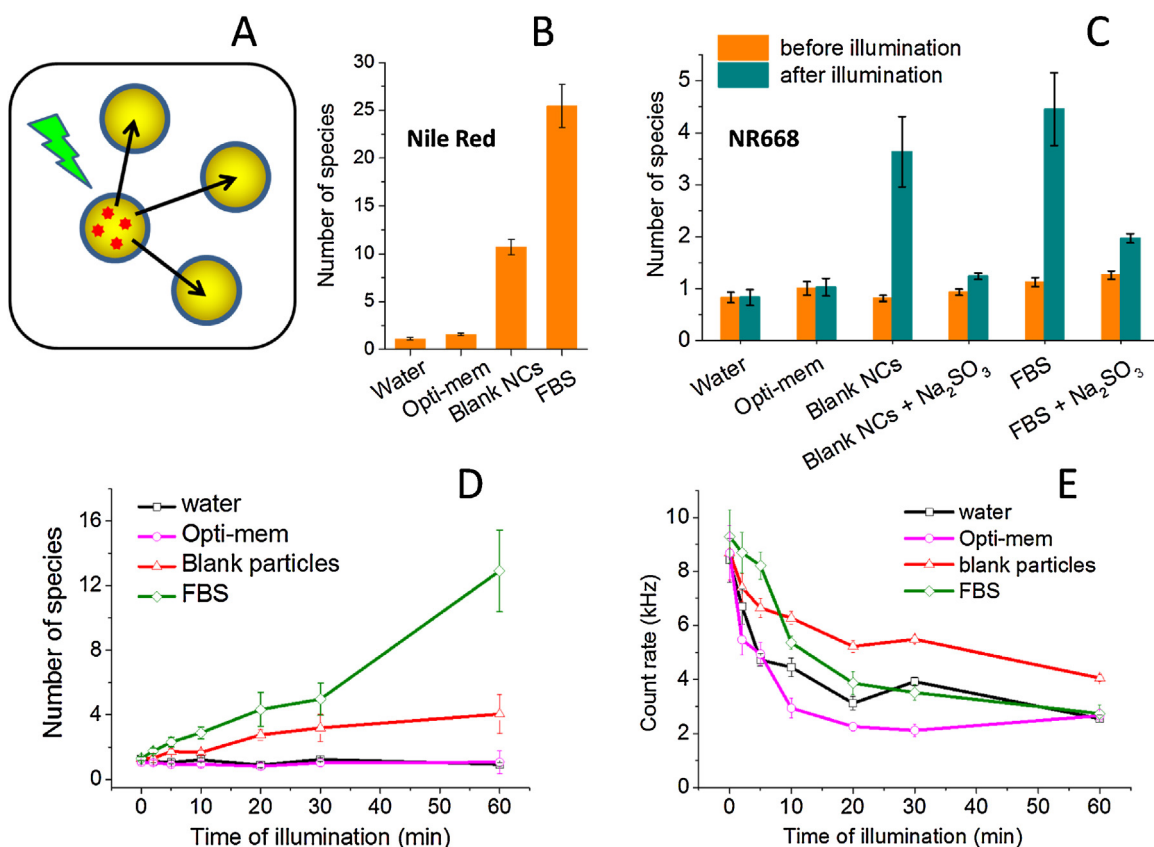 A
B
Number of species
30
25
20
15
10
5
0
Nile Red
Water
Opti-mem
Blank NCs
FBS
C
before illumination
after illumination
NR668
Number of species
5
4
3
2
1
0
Water
Opti-mem
Blank NCs
Blank NCs + Na₂SO₃
FBS
FBS + Na₂SO₃
D
water
Opti-mem
Blank particles
FBS
Number of species
16
12
8
4
0
0 10 20 30 40 50 60
Time of illumination (min)
E
water
Opti-mem
blank particles
FBS
Count rate (kHz)
10
8
6
4
2
0
0 10 20 30 40 50 60
Time of illumination (min)